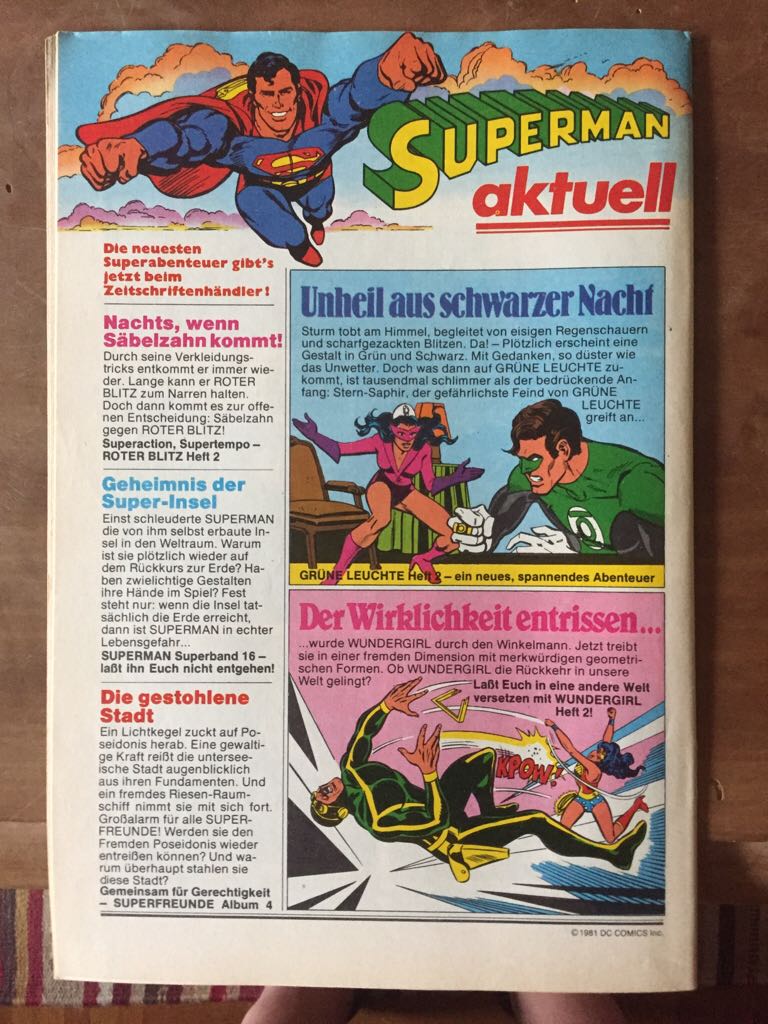 SUPERMAN
aktuell
Die neuesten
Superabenteuer gibt's
jetzt beim
Zeitschriftenhändler!
Nachts, wenn
Säbelzahn kommt!
Durch seine Verkleidungs-
tricks entkommt er immer wie-
der. Lange kann er ROTER
BLITZ zum Narren halten.
Doch dann kommt es zur offe-
nen Entscheidung: Säbelzahn
gegen ROTER BLITZ!
Superaction, Supertempo –
ROTER BLITZ Heft 2
Geheimnis der
Super-Insel
Einst schleuderte SUPERMAN
die von ihm selbst erbaute In-
sel in den Weltraum. Warum
ist sie plötzlich wieder auf
dem Rückkurs zur Erde? Ha-
ben zwielichtige Gestalten
ihre Hände im Spiel? Fest
steht nur: wenn die Insel tat-
sächlich die Erde erreicht,
dann ist SUPERMAN in echter
Lebensgefahr...
SUPERMAN Superband 16 –
laßt ihn Euch nicht entgehen!
Die gestohlene
Stadt
Ein Lichtkegel zuckt auf Po-
seidonis herab. Eine gewalti-
ge Kraft reißt die untersee-
ische Stadt augenblicklich
aus ihren Fundamenten. Und
ein fremdes Riesen-Raum-
schiff nimmt sie mit sich fort.
Großalarm für alle SUPER-
FREUNDE! Werden sie den
Fremden Poseidonis wieder
entreißen können? Und wa-
rum überhaupt stahlen sie
diese Stadt?
Gemeinsam für Gerechtigkeit
– SUPERFREUNDE Album 4
Unheil aus schwarzer Nacht
Sturm tobt am Himmel, begleitet von eisigen Regenschauern
und scharfgezackten Blitzen. Da! – Plötzlich erscheint eine
Gestalt in Grün und Schwarz. Mit Gedanken, so düster wie
das Unwetter. Doch was dann auf GRÜNE LEUCHTE zu-
kommt, ist tausendmal schlimmer als der bedrückende An-
fang: Stern-Saphir, der gefährlichste Feind von GRÜNE
LEUCHTE
greift an...
GRÜNE LEUCHTE Heft 2 – ein neues, spannendes Abenteuer
Der Wirklichkeit entrissen...
...wurde WUNDERGIRL durch den Winkelmann. Jetzt treibt
sie in einer fremden Dimension mit merkwürdigen geometri-
schen Formen. Ob WUNDERGIRL die Rückkehr in unsere
Welt gelingt?
Laßt Euch in eine andere Welt
versetzen mit WUNDERGIRL
Heft 2!
KPOW!
© 1981 DC COMICS Inc.